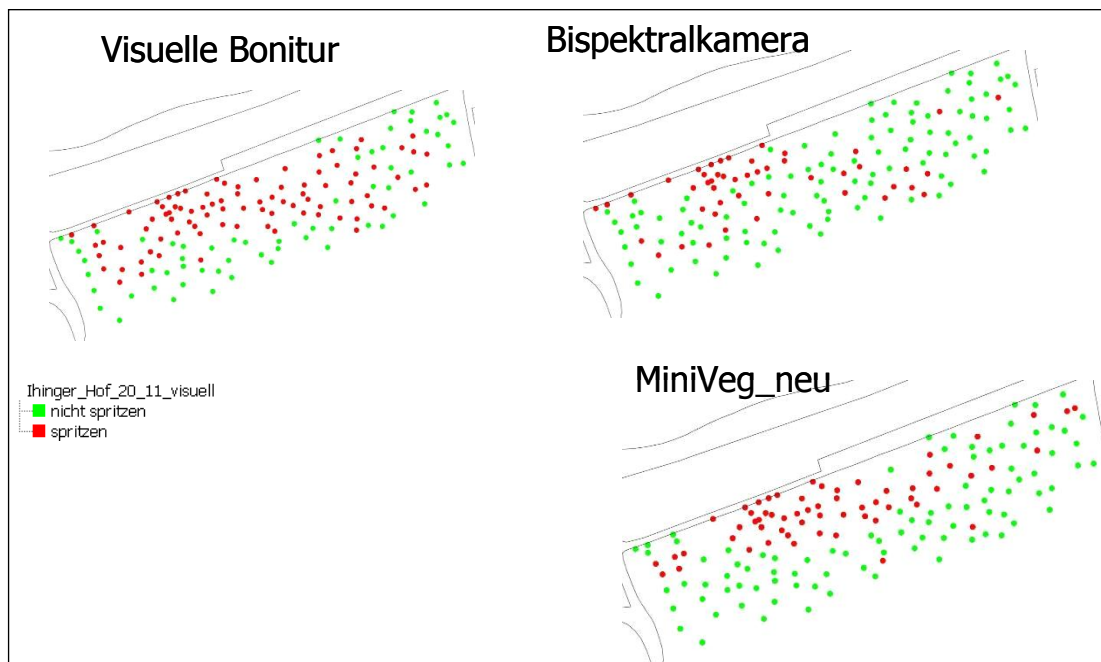 Visuelle Bonitur
Bispektralkamera
Ihinger_Hof_20_11_visuell
nicht spritzen
spritzen
MiniVeg_neu